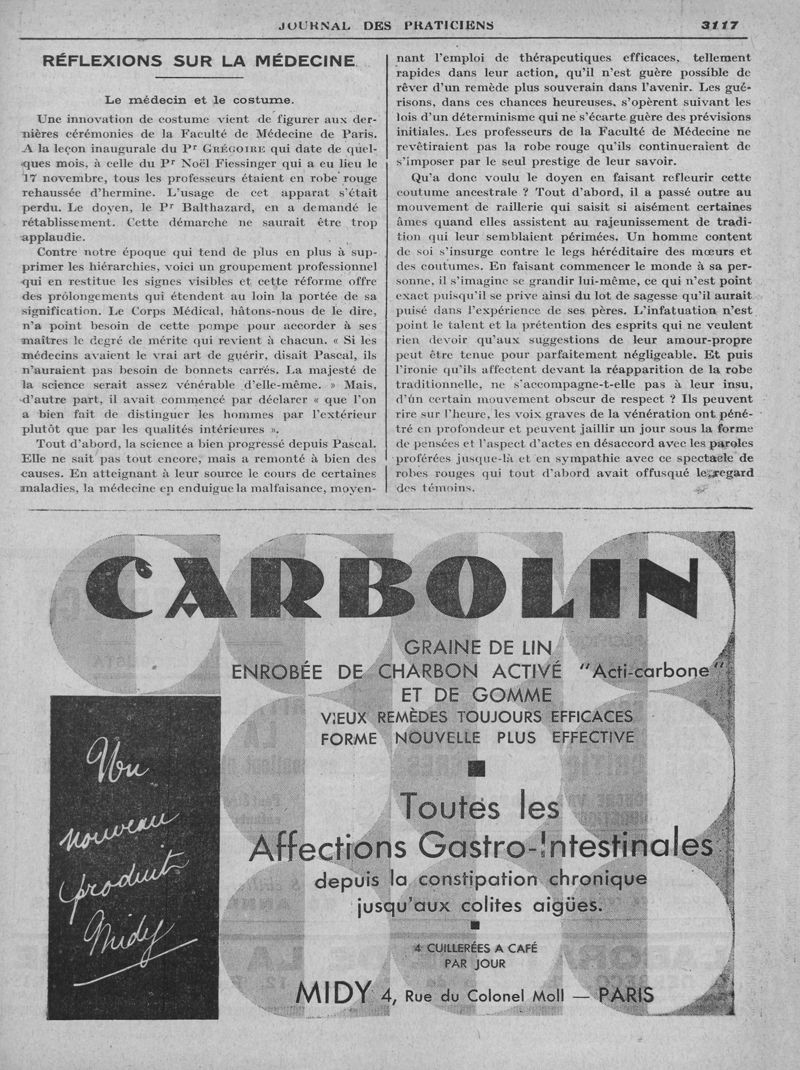 JOURNAL DES PRATICIENS
3117
RÉFLEXIONS SUR LA MÉDECINE
Le médecin et le costume.
Une innovation de costume vient de figurer aux der-
nières cérémonies de la Faculté de Médecine de Paris.
A la leçon inaugurale du Pr GRÉGOIRE qui date de quel-
ques mois, à celle du Pr Noël Fiessinger qui a eu lieu le
17 novembre, tous les professeurs étaient en robe rouge
rehaussée d'hermine. L'usage de cet apparat s'était
perdu. Le doyen, le Pr Balthazard, en a demandé le
rétablissement. Cette démarche ne saurait être trop
applaudie.
Contre notre époque qui tend de plus en plus à sup-
primer les hiérarchies, voici un groupement professionnel
qui en restitue les signes visibles et cette réforme offre
des prolongements qui étendent au loin la portée de sa
signification. Le Corps Médical, hâtons-nous de le dire,
n'a point besoin de cette pompe pour accorder à ses
maîtres le degré de mérite qui revient à chacun. « Si les
médecins avaient le vrai art de guérir, disait Pascal, ils
n'auraient pas besoin de bonnets carrés. La majesté de
la science serait assez vénérable d'elle-même. » Mais,
d'autre part, il avait commencé par déclarer « que l'on
a bien fait de distinguer les hommes par l'extérieur
plutôt que par les qualités intérieures ».
Tout d'abord, la science a bien progressé depuis Pascal.
Elle ne sait pas tout encore, mais a remonté à bien des
causes. En atteignant à leur source le cours de certaines
maladies, la médecine en enduigue la malfaisance, moyen-
nant l'emploi de thérapeutiques efficaces, tellement
rapides dans leur action, qu'il n'est guère possible de
rêver d'un remède plus souverain dans l'avenir. Les gué-
risons, dans ces chances heureuses, s'opèrent suivant les
lois d'un déterminisme qui ne s'écarte guère des prévisions
initiales. Les professeurs de la Faculté de Médecine ne
revêtiraient pas la robe rouge qu'ils continueraient de
s'imposer par le seul prestige de leur savoir.
Qu'a donc voulu le doyen en faisant refleurir cette
coutume ancestrale ? Tout d'abord, il a passé outre au
mouvement de raillerie qui saisit si aisément certaines
âmes quand elles assistent au rajeunissement de tradi-
tion qui leur semblaient périmées. Un homme content
de soi s'insurge contre le legs héréditaire des mœurs et
des coutumes. En faisant commencer le monde à sa per-
sonne, il s'imagine se grandir lui-même, ce qui n'est point
exact puisqu'il se prive ainsi du lot de sagesse qu'il aurait
puisé dans l'expérience de ses pères. L'infatuation n'est
point le talent et la prétention des esprits qui ne veulent
rien devoir qu'aux suggestions de leur amour-propre
peut être tenue pour parfaitement négligeable. Et puis
l'ironie qu'ils affectent devant la réapparition de la robe
traditionnelle, ne s'accompagne-t-elle pas à leur insu,
d'un certain mouvement obscur de respect ? Ils peuvent
rire sur l'heure, les voix graves de la vénération ont péné-
tré en profondeur et peuvent jaillir un jour sous la forme
de pensées et l'aspect d'actes en désaccord avec les paroles
proférées jusque-là et en sympathie avec ce spectacle de
robes rouges qui tout d'abord avait offusqué le regard
des témoins.
CARBOLIN
GRAINE DE LIN
ENROBÉE DE CHARBON ACTIVÉ "Acti-carbone"
ET DE GOMME
VIEUX REMÈDES TOUJOURS EFFICACES
FORME NOUVELLE PLUS EFFECTIVE
Un
nouveau
produit
Midy
Toutes les
Affections Gastro-Intestinales
depuis la constipation chronique
jusqu'aux colites aigües.
4 CUILLERÉES A CAFÉ
PAR JOUR
MIDY 4, Rue du Colonel Moll — PARIS